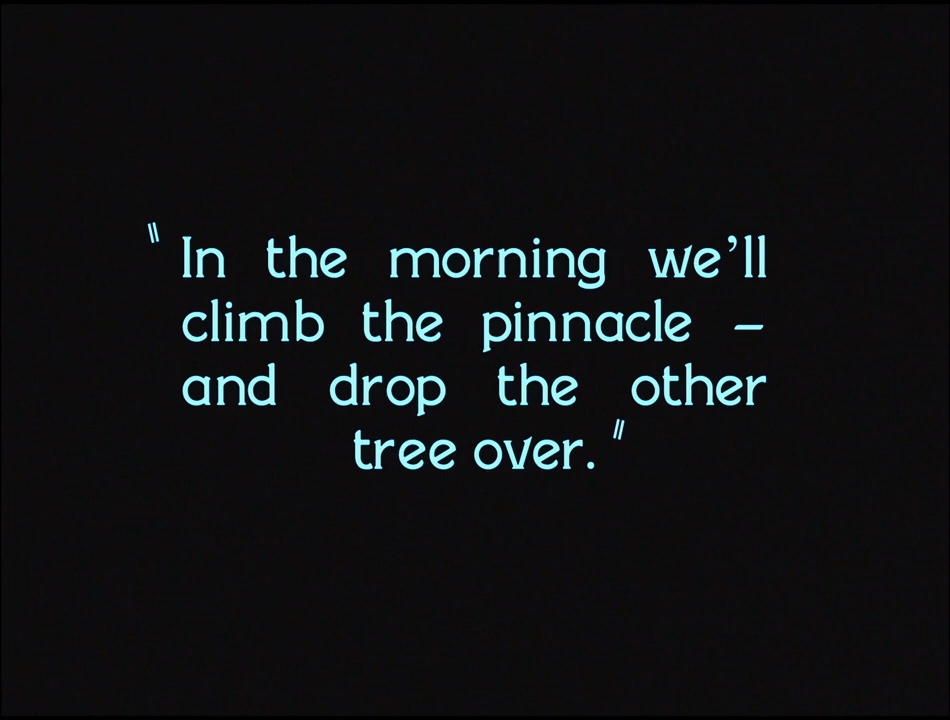 "In the morning we'll
climb the pinnacle –
and drop the other
tree over."